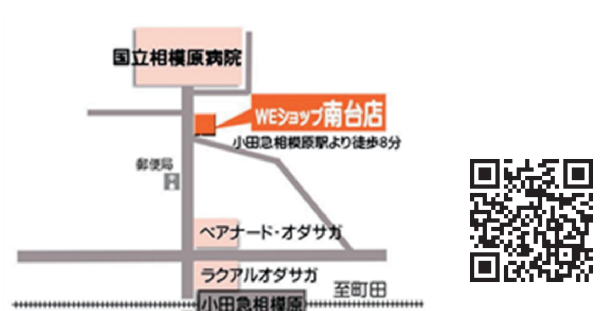 国立相模原病院
WEショップ南台店
小田急相模原駅より徒歩8分
郵便局
ペアナード・オダサガ
ラクアルオダサガ
至町田
小田急相模原